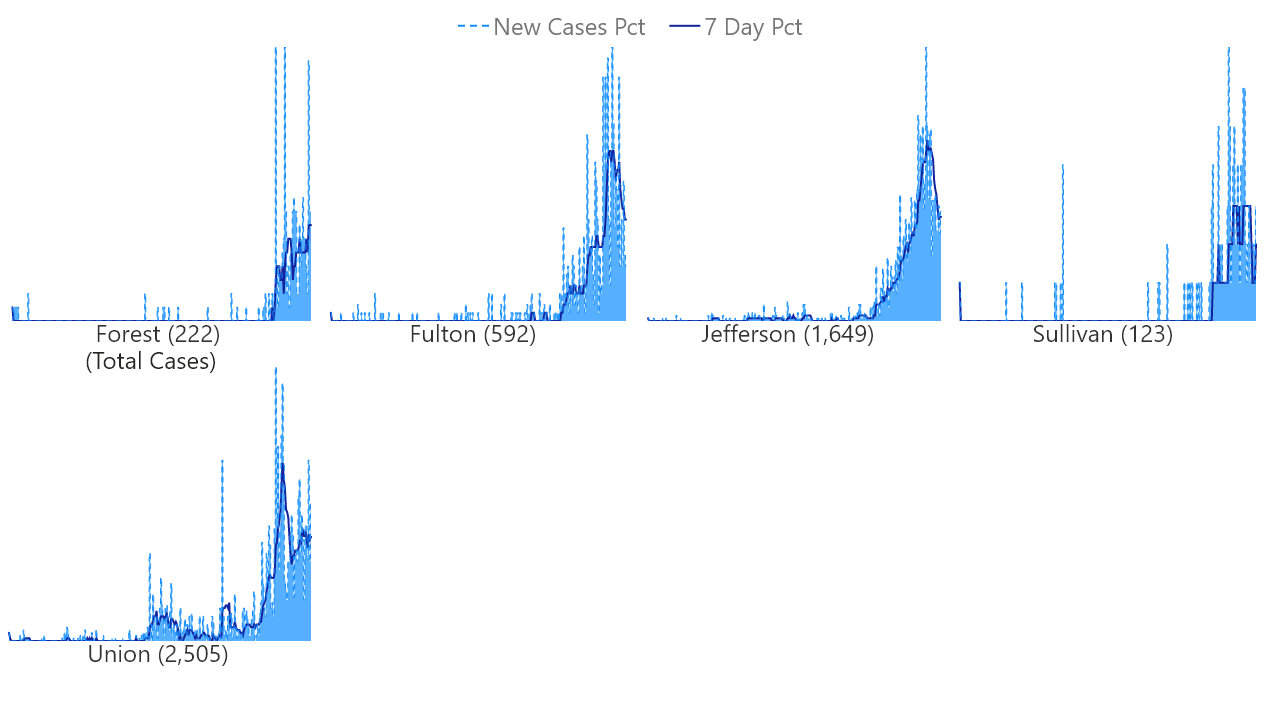 New Cases Pct 7 Day Pct
Forest (222) Fulton (592) Jefferson (1,649) Sullivan (123)
(Total Cases)
Union (2,505)